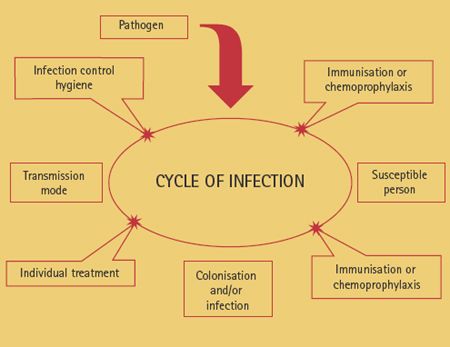 Pathogen
Infection control
hygiene
Immunisation or
chemoprophylaxis
Transmission
mode
CYCLE OF INFECTION
Susceptible
person
Individual treatment
Colonisation
and/or
infection
Immunisation or
chemoprophylaxis